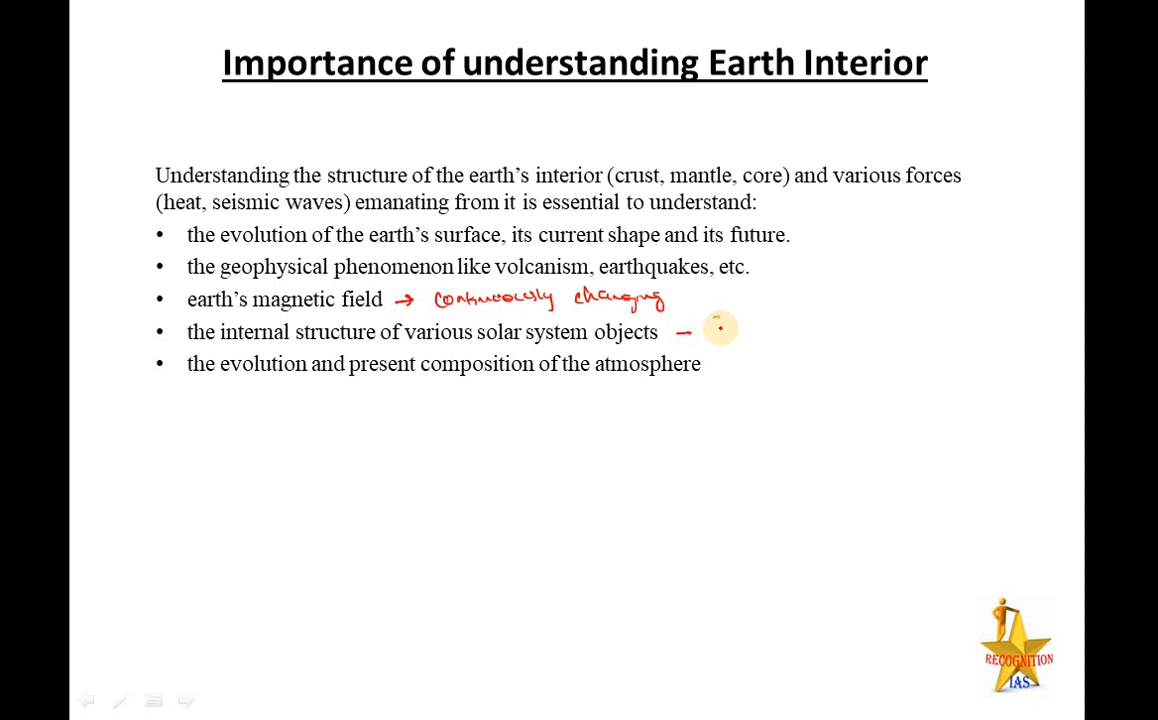 Importance of understanding Earth Interior
Understanding the structure of the earth’s interior (crust, mantle, core) and various forces
(heat, seismic waves) emanating from it is essential to understand:
• the evolution of the earth’s surface, its current shape and its future.
• the geophysical phenomenon like volcanism, earthquakes, etc.
• earth’s magnetic field → continuously changing
• the internal structure of various solar system objects –
• the evolution and present composition of the atmosphere
RECOGNITION
IAS